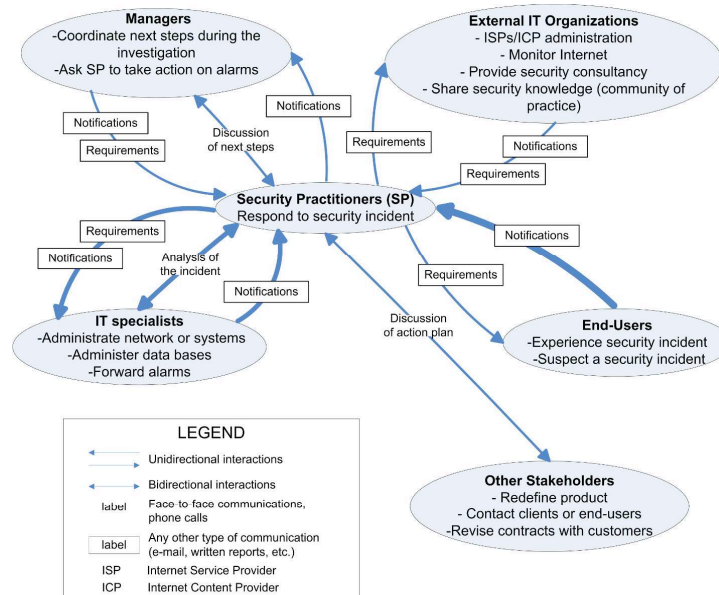 Managers
-Coordinate next steps during the
investigation
-Ask SP to take action on alarms
External IT Organizations
- ISPs/ICP administration
- Monitor Internet
- Provide security consultancy
- Share security knowledge (community of
practice)
Notifications
Requirements
Discussion
of next steps
Notifications
Requirements
Notifications
Requirements
Security Practitioners (SP)
Respond to security incident
Requirements
Notifications
Analysis of
the incident
Notifications
Notifications
Requirements
IT specialists
-Administrate network or systems
-Administer data bases
-Forward alarms
Discussion
of action plan
End-Users
-Experience security incident
-Suspect a security incident
LEGEND
Unidirectional interactions
Bidirectional interactions
label Face-to-face communications,
phone calls
label Any other type of communication
(e-mail, written reports, etc.)
ISP Internet Service Provider
ICP Internet Content Provider
Other Stakeholders
- Redefine product
- Contact clients or end-users
-Revise contracts with customers